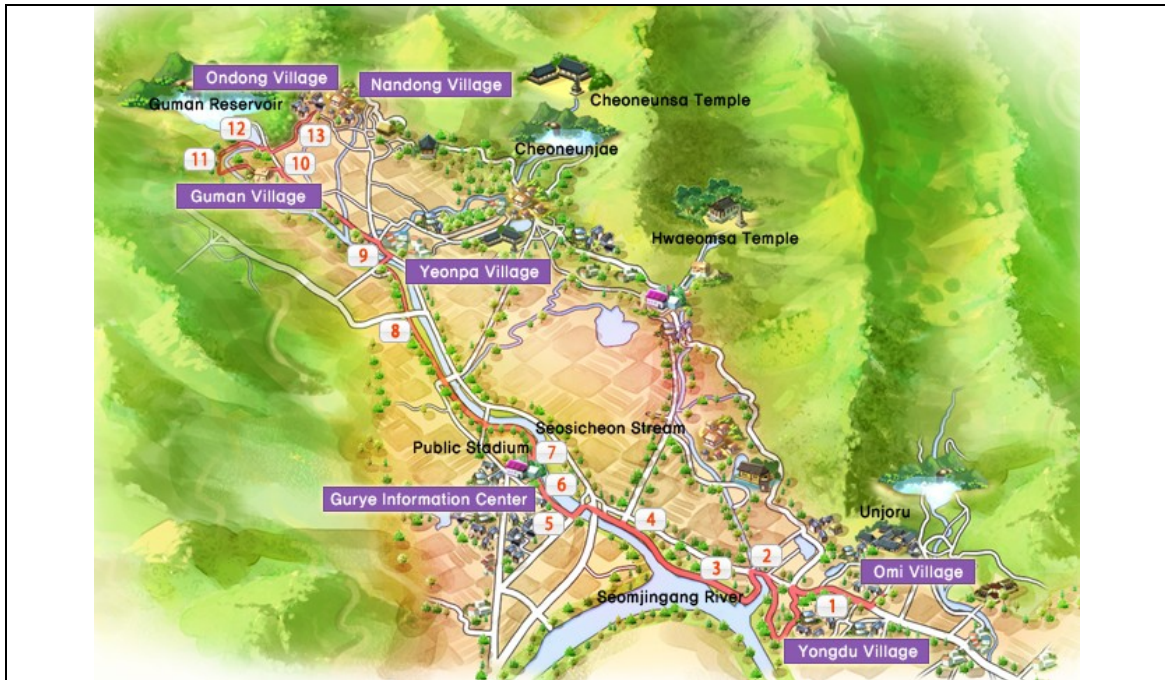 Ondong Village
Nandong Village
Guman Reservoir
Cheoneunsa Temple
12
13
Cheoneunjae
11
10
Guman Village
Hwaeomsa Temple
9
Yeonpa Village
8
Seosicheon Stream
Public Stadium
7
6
Gurye Information Center
5
4
Unjoru
2
3
Omi Village
Seomjingang River
1
Yongdu Village